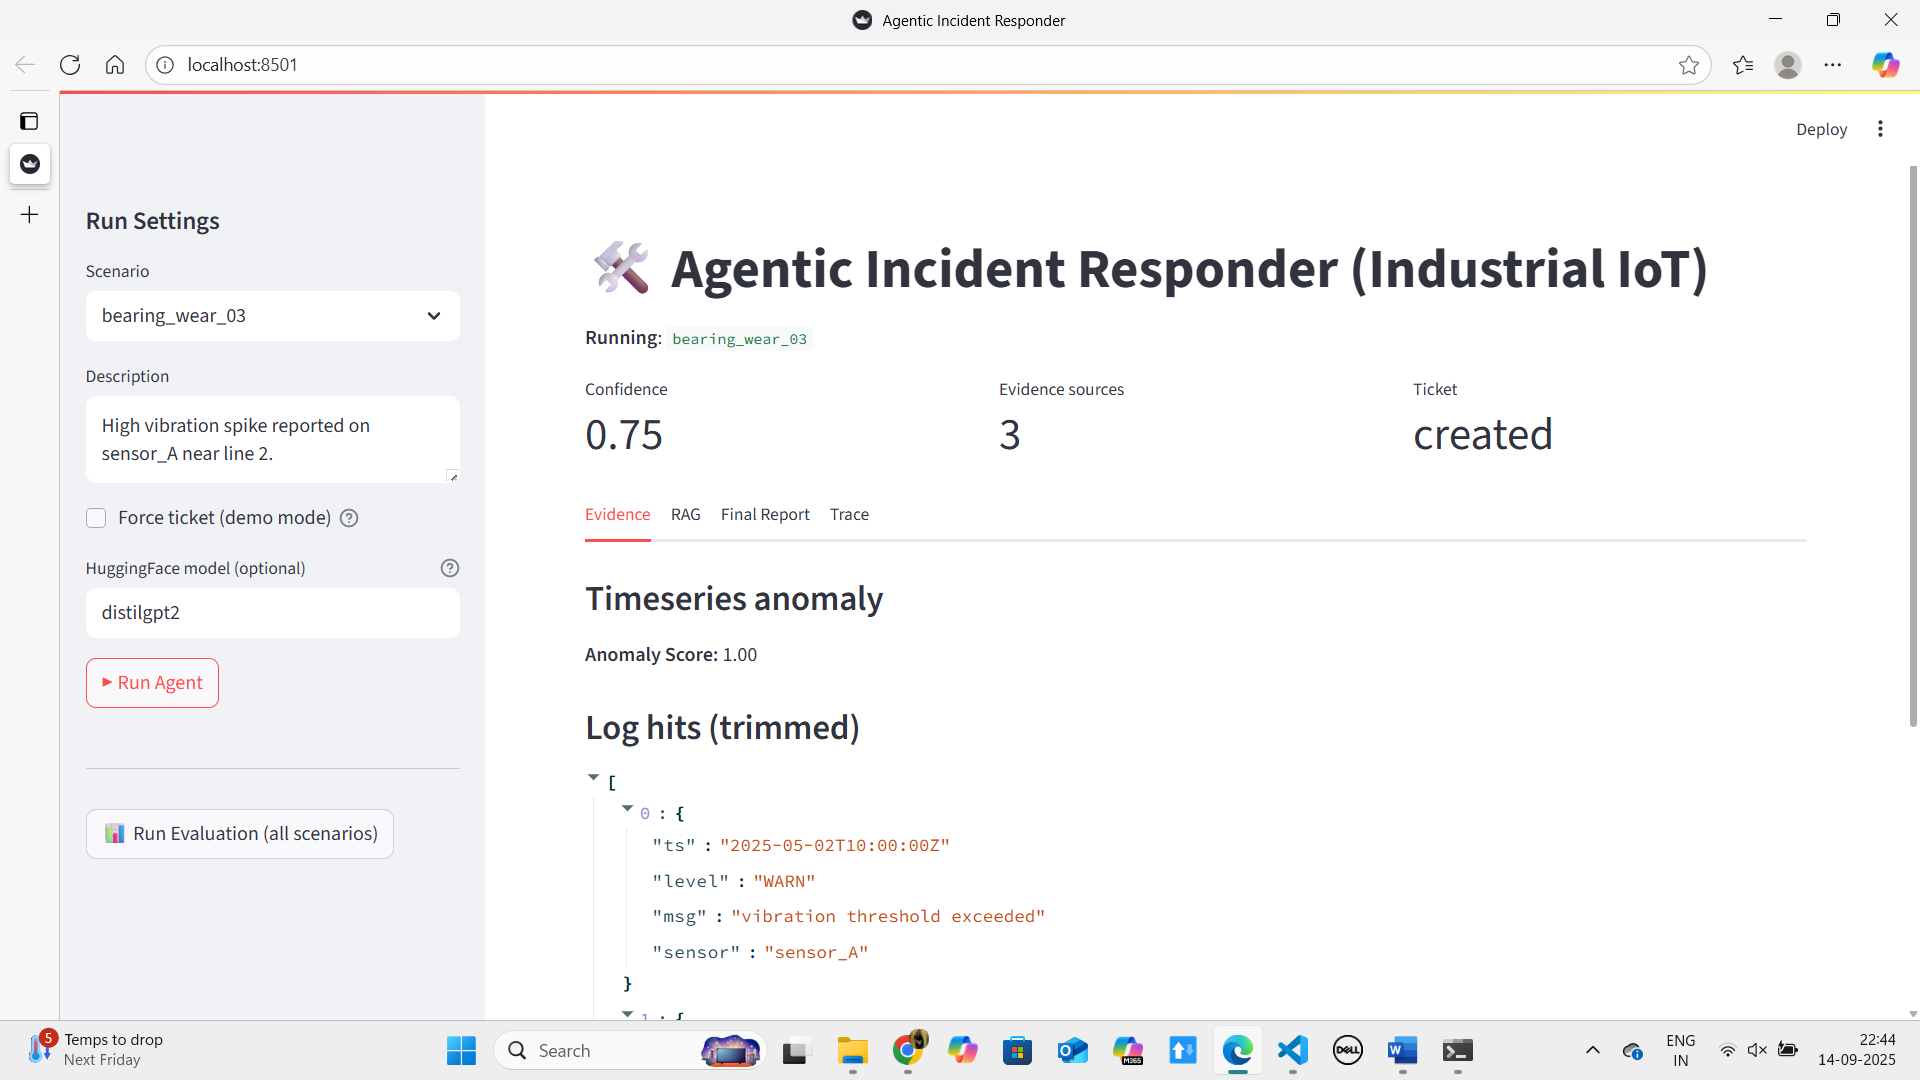 Agentic Incident Responder
localhost:8501
Deploy
Run Settings
Scenario
bearing_wear_03
Description
High vibration spike reported on
sensor_A near line 2.
Force ticket (demo mode)
HuggingFace model (optional)
distilgpt2
Run Agent
Run Evaluation (all scenarios)
Agentic Incident Responder (Industrial IoT)
Running: bearing_wear_03
Confidence
0.75
Evidence sources
3
Ticket
created
Evidence RAG Final Report Trace
Timeseries anomaly
Anomaly Score: 1.00
Log hits (trimmed)
[
0 : {
"ts" : "2025-05-02T10:00:00Z"
"level" : "WARN"
"msg" : "vibration threshold exceeded"
"sensor" : "sensor_A"
}
1 : {
5
Temps to drop
Next Friday
Search
M365
DELL
ENG
IN
22:44
14-09-2025